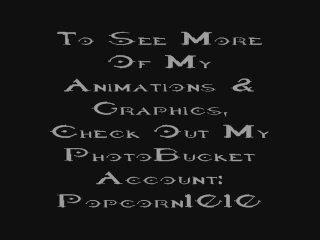 To See More
Of My
Animations &
Graphics,
Check Out My
PhotoBucket
Account:
Popcorn1010